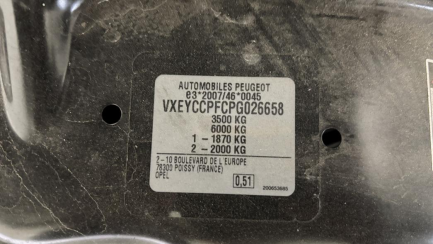 AUTOMOBILES PEUGEOT
e3*2007/46*0045
VXEYCCPFCPG026658
3500 KG
6000 KG
1 - 1870 KG
2 - 2000 KG
2-10 BOULEVARD DE L'EUROPE
78300 POISSY (FRANCE)
OPEL
0,51